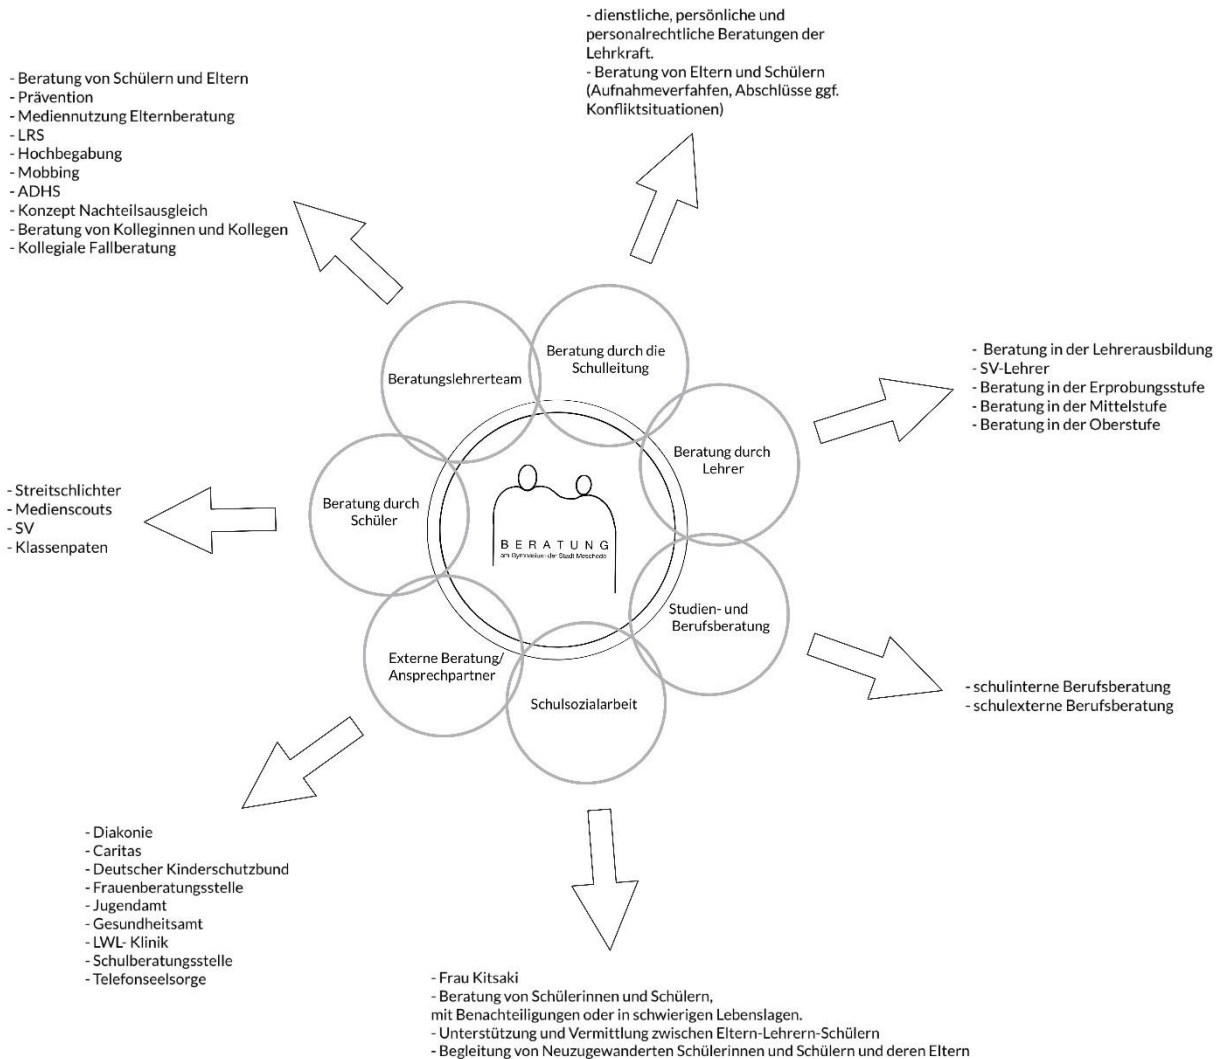 - dienstliche, persönliche und
personalrechtliche Beratungen der
Lehrkraft.
- Beratung von Eltern und Schülern
(Aufnahmeverfahfen, Abschlüsse ggf.
Konfliktsituationen)
- Beratung von Schülern und Eltern
- Prävention
- Mediennutzung Elternberatung
- LRS
- Hochbegabung
- Mobbing
- ADHS
- Konzept Nachteilsausgleich
- Beratung von Kolleginnen und Kollegen
- Kollegiale Fallberatung
Beratungslehrerteam
Beratung durch die
Schulleitung
- Beratung in der Lehrerausbildung
- SV-Lehrer
- Beratung in der Erprobungsstufe
- Beratung in der Mittelstufe
- Beratung in der Oberstufe
Beratung durch
Lehrer
- Streitschlichter
- Medienscouts
- SV
- Klassenpaten
Beratung durch
Schüler
BERATUNG
am Gymnasium der Stadt Meschede
Studien- und
Berufsberatung
Externe Beratung/
Ansprechpartner
Schulsozialarbeit
- schulinterne Berufsberatung
- schulexterne Berufsberatung
- Diakonie
- Caritas
- Deutscher Kinderschutzbund
- Frauenberatungsstelle
- Jugendamt
- Gesundheitsamt
- LWL- Klinik
- Schulberatungsstelle
- Telefonseelsorge
- Frau Kitsaki
- Beratung von Schülerinnen und Schülern,
mit Benachteiligungen oder in schwierigen Lebenslagen.
- Unterstützung und Vermittlung zwischen Eltern-Lehrern-Schülern
- Begleitung von Neuzugewanderten Schülerinnen und Schülern und deren Eltern